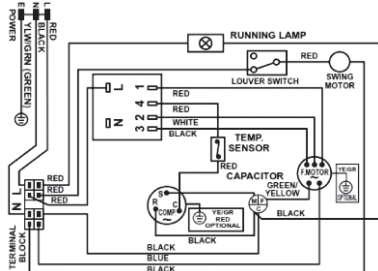 POWER
E
N
L
YLW/GRN (GREEN)
BLACK
RED
RUNNING LAMP
RED
LOUVER SWITCH
SWING
MOTOR
L
N
1
4
2
3
RED
RED
WHITE
BLACK
TEMP.
SENSOR
RED
CAPACITOR
F.MOTOR
~
YE/GR
OPTIONAL
GREEN/
YELLOW
RED
RED
RED
L
N
S
R
C
COMP
~
M
F
YE/GR
RED
OPTIONAL
BLACK
BLACK
BLACK
BLUE
BLACK
TERMINAL
BLOCK